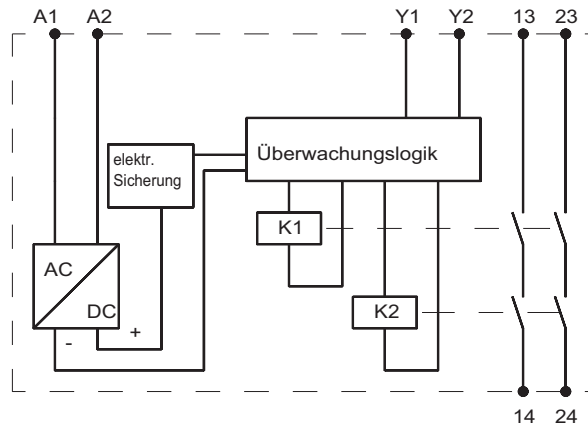 A1 A2 Y1 Y2 13 23
elektr.
Sicherung
Überwachungslogik
K1
AC
DC
K2
- +
14 24